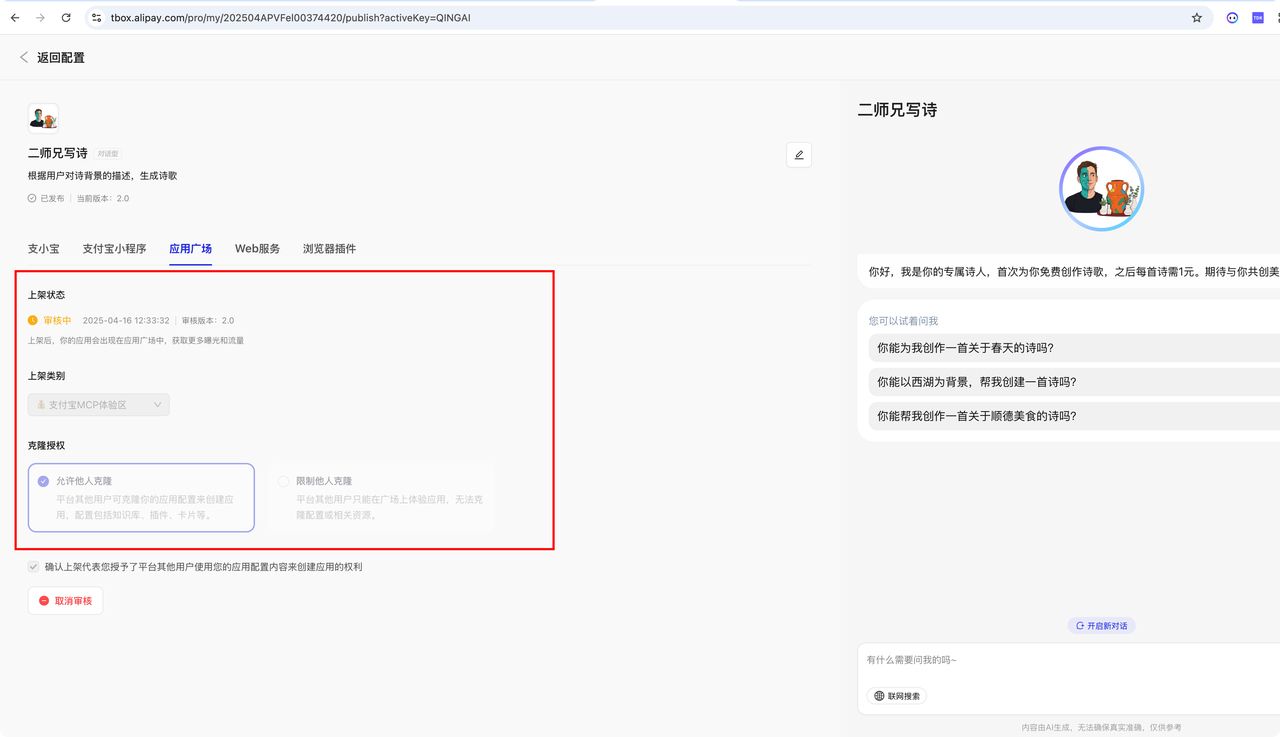 tbox.alipay.com/pro/my/202504APVFel00374420/publish?activeKey=QINGAI
返回配置
二师兄写诗 对话型
根据用户对诗背景的描述，生成诗歌
已发布 当前版本：2.0
支小宝 支付宝小程序 应用广场 Web服务 浏览器插件
上架状态
审核中 2025-04-16 12:33:32 审核版本：2.0
上架后，你的应用会出现在应用广场中，获取更多曝光和流量
上架类别
支付宝MCP体验区
克隆授权
允许他人克隆
平台其他用户可克隆你的应用配置来创建应
用，配置包括知识库、插件、卡片等。
限制他人克隆
平台其他用户只能在广场上体验应用，无法克
隆配置或相关资源。
确认上架代表您授予了平台其他用户使用您的应用配置内容来创建应用的权利
取消审核
二师兄写诗
你好，我是你的专属诗人，首次为你免费创作诗歌，之后每首诗需1元。期待与你共创美
您可以试着问我
你能为我创作一首关于春天的诗吗?
你能以西湖为背景，帮我创建一首诗吗?
你能帮我创作一首关于顺德美食的诗吗?
开启新对话
有什么需要问我的吗~
联网搜索
内容由AI生成，无法确保真实准确，仅供参考